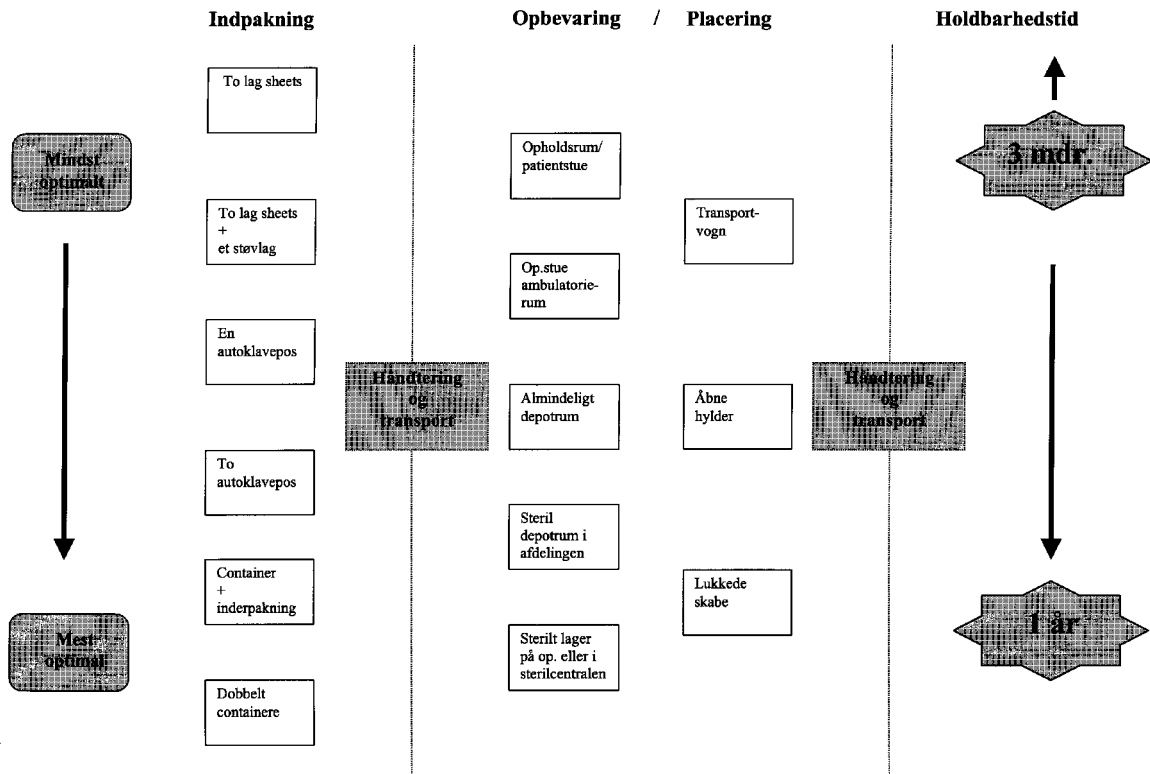 Indpakning
Opbevaring / Placering
Holdbarhedstid
Mindst
optimalt
Mest
optimal
To lag sheets
To lag sheets
+
et støvlag
En
autoklavepos
To
autoklavepos
Container
+
inderpakning
Dobbelt
containere
Håndtering
og
transport
Opholdsrum/
patientstue
Op.stue
ambulatorie-
rum
Almindeligt
depotrum
Steril
depotrum i
afdelingen
Sterilt lager
på op. eller i
sterilcentralen
Transport-
vogn
Åbne
hylder
Lukkede
skabe
Håndtering
og
transport
3 mdr.
1 år